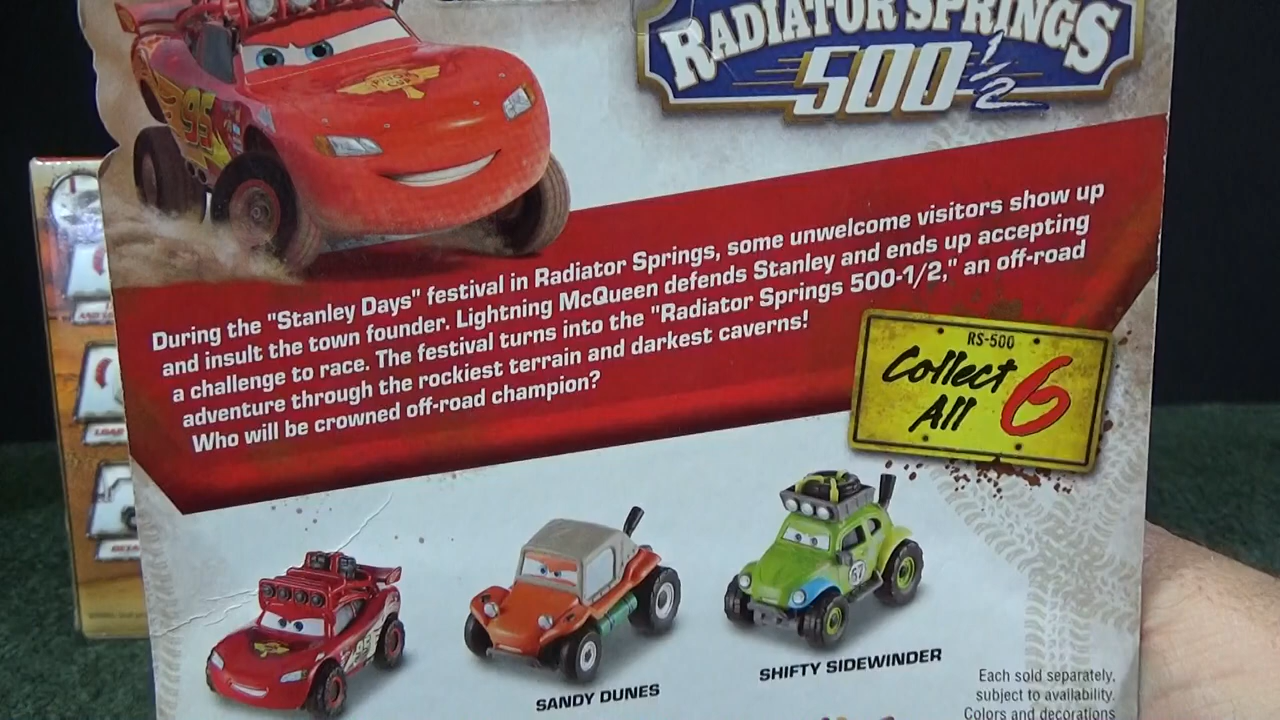 RADIATOR SPRINGS
500 1/2
95
During the "Stanley Days" festival in Radiator Springs, some unwelcome visitors show up
and insult the town founder. Lightning McQueen defends Stanley and ends up accepting
a challenge to race. The festival turns into the "Radiator Springs 500-1/2," an off-road
adventure through the rockiest terrain and darkest caverns!
Who will be crowned off-road champion?
RS-500
Collect
All 6
95
SANDY DUNES
SHIFTY SIDEWINDER
Each sold separately,
subject to availability.
Colors and decorations